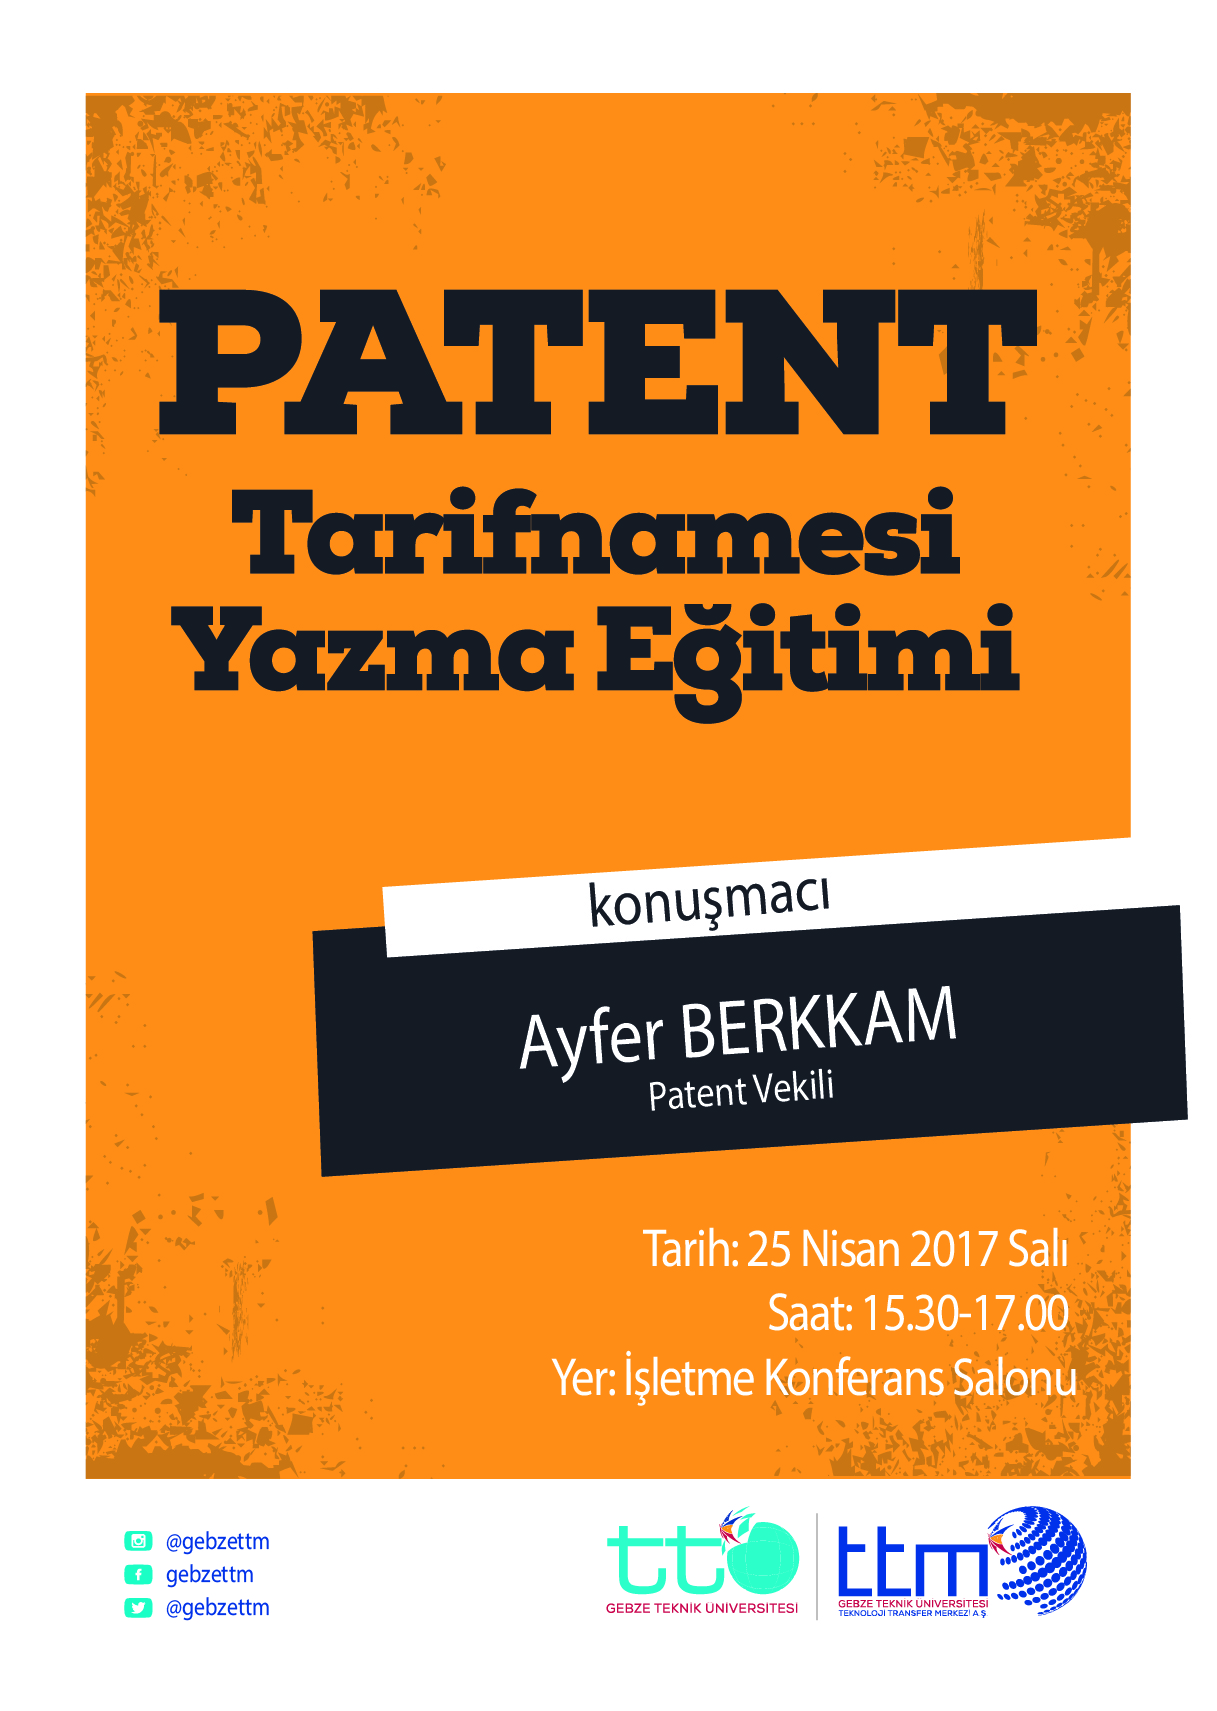 PATENT
Tarifnamesi
Yazma Eğitimi
konuşmacı
Ayfer BERKKAM
Patent Vekili
Tarih: 25 Nisan 2017 Salı
Saat: 15.30-17.00
Yer: İşletme Konferans Salonu
@gebzettm
gebzettm
@gebzettm
tto
GEBZE TEKNİK ÜNİVERSİTESİ
ttm
GEBZE TEKNİK ÜNİVERSİTESİ
TEKNOLOJİ TRANSFER MERKEZİ A.Ş.